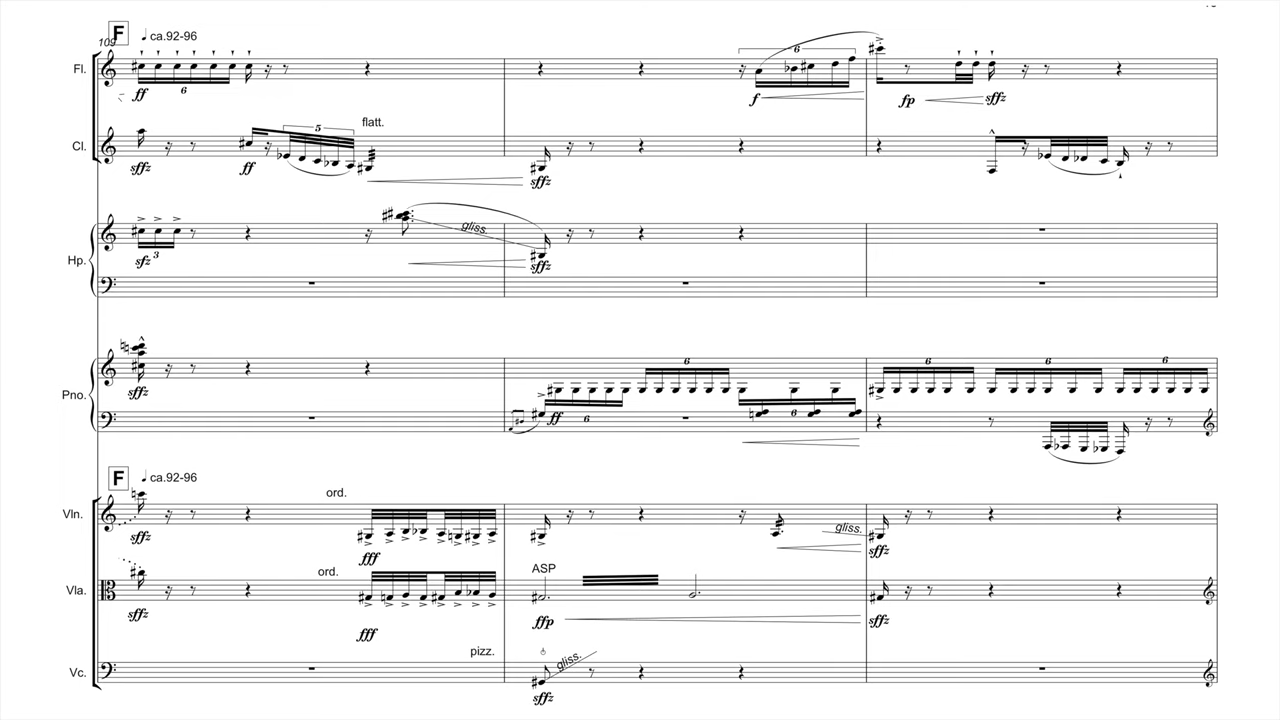 F
109
ca.92-96
Fl.
6
6
ff
f
fp
sffz
Cl.
5
flatt.
sffz
ff
sffz
Hp.
3
sfz
gliss.
sffz
Pno.
sffz
6
6
6
6
6
6
ff
F
ca.92-96
Vln.
ord.
sffz
fff
gliss.
sffz
Vla.
ord.
ASP
sffz
fff
ffp
sffz
Vc.
pizz.
gliss.
sffz